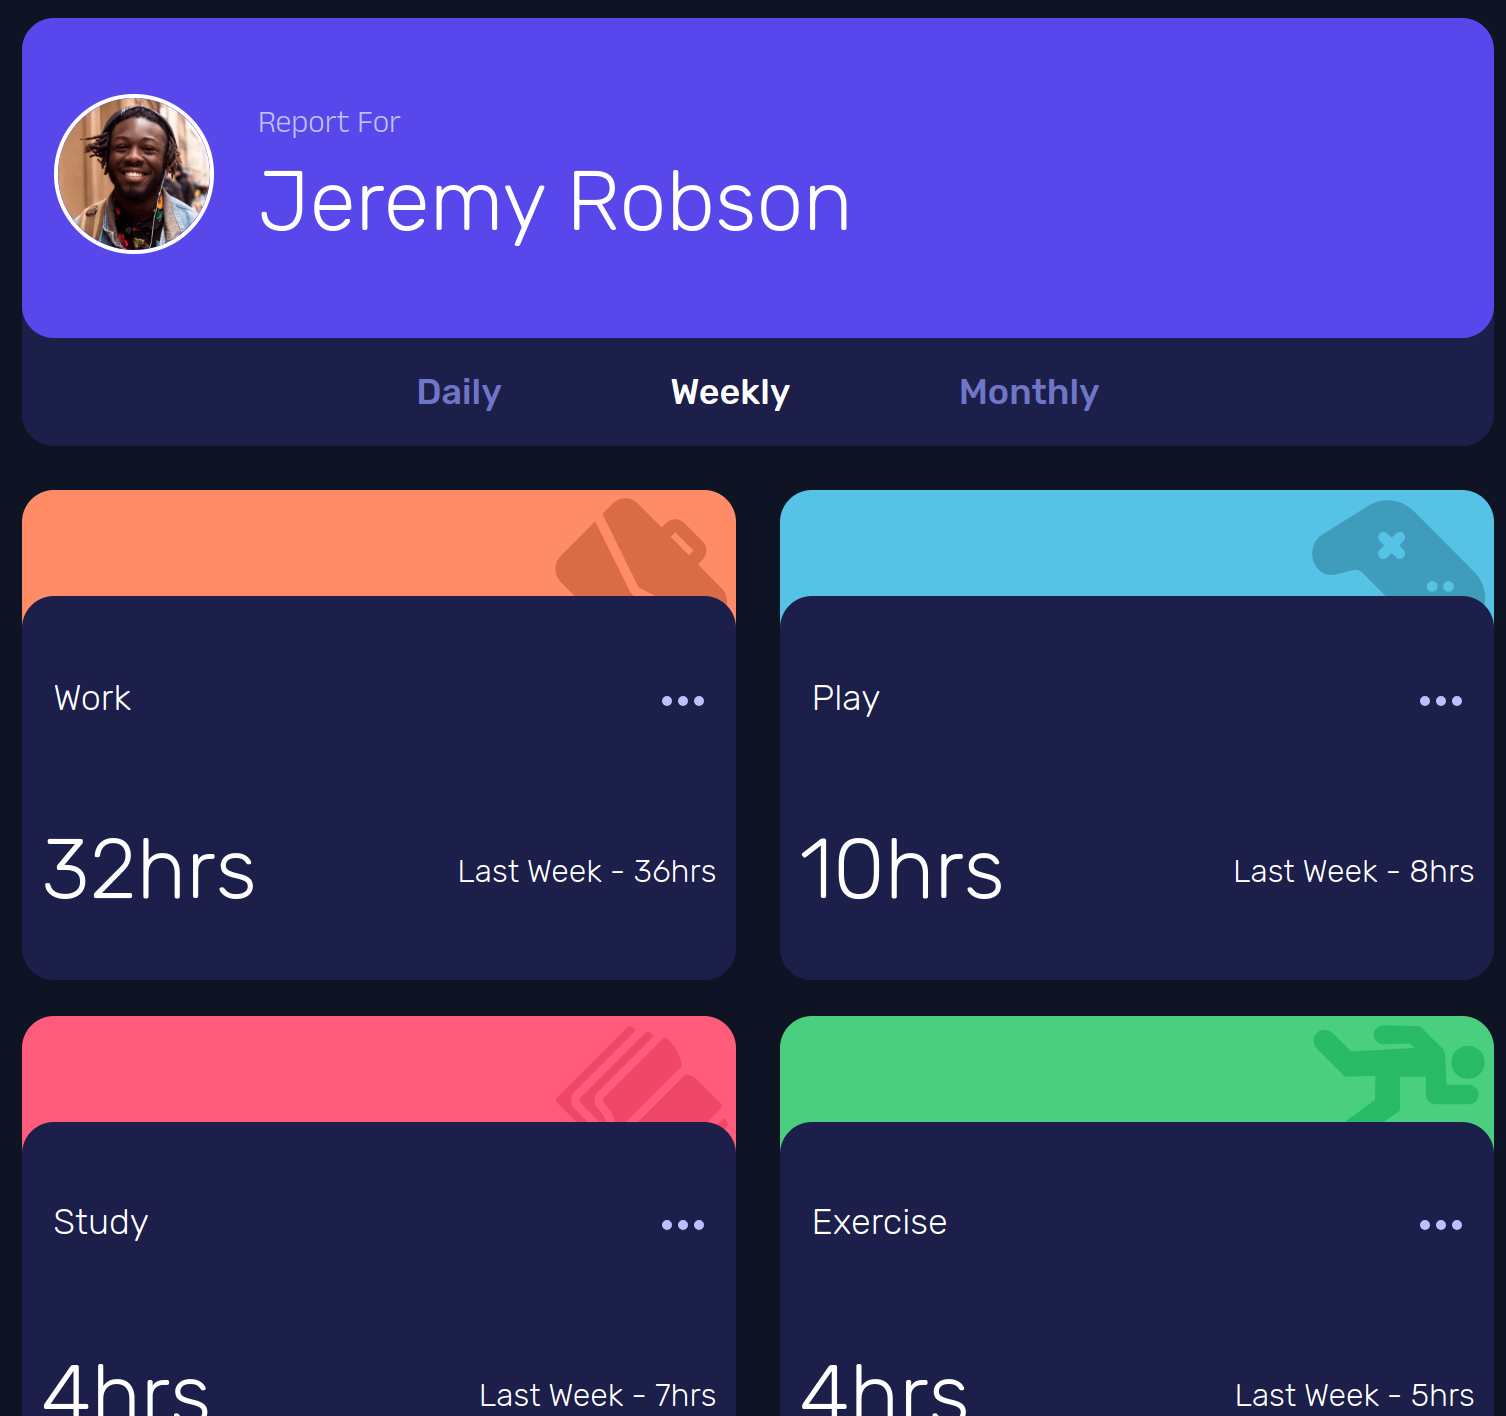 Report For
Jeremy Robson
Daily Weekly Monthly
Work
32hrs Last Week - 36hrs
Play
10hrs Last Week - 8hrs
Study
4hrs Last Week - 7hrs
Exercise
4hrs Last Week - 5hrs